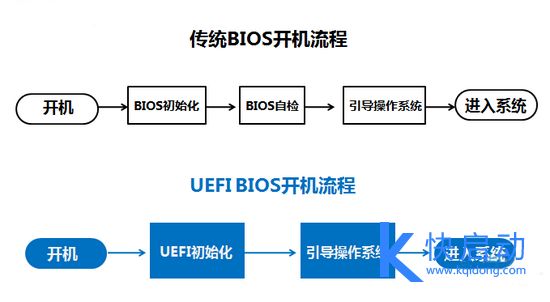 传统BIOS开机流程
开机
BIOS初始化
BIOS自检
引导操作系统
进入系统
UEFI BIOS开机流程
开机
UEFI初始化
引导操作系统
进入系统
快启动
www.kqidong.com